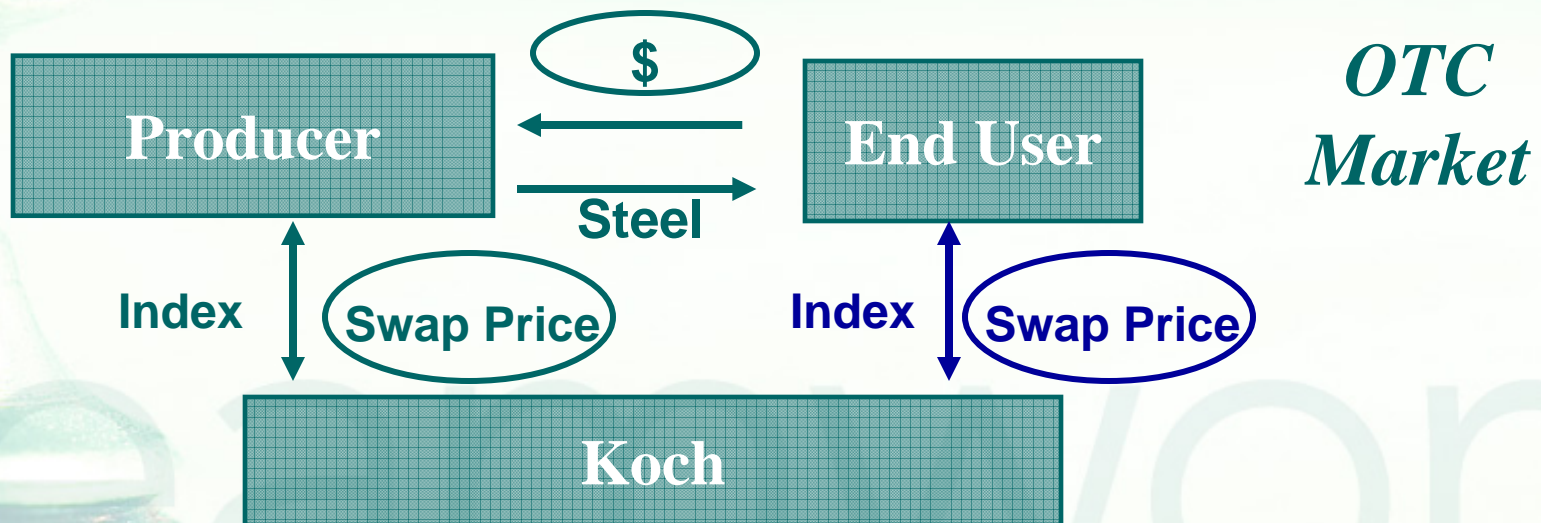 $
OTC
Market
Producer
End User
Steel
Index
Swap Price
Index
Swap Price
Koch